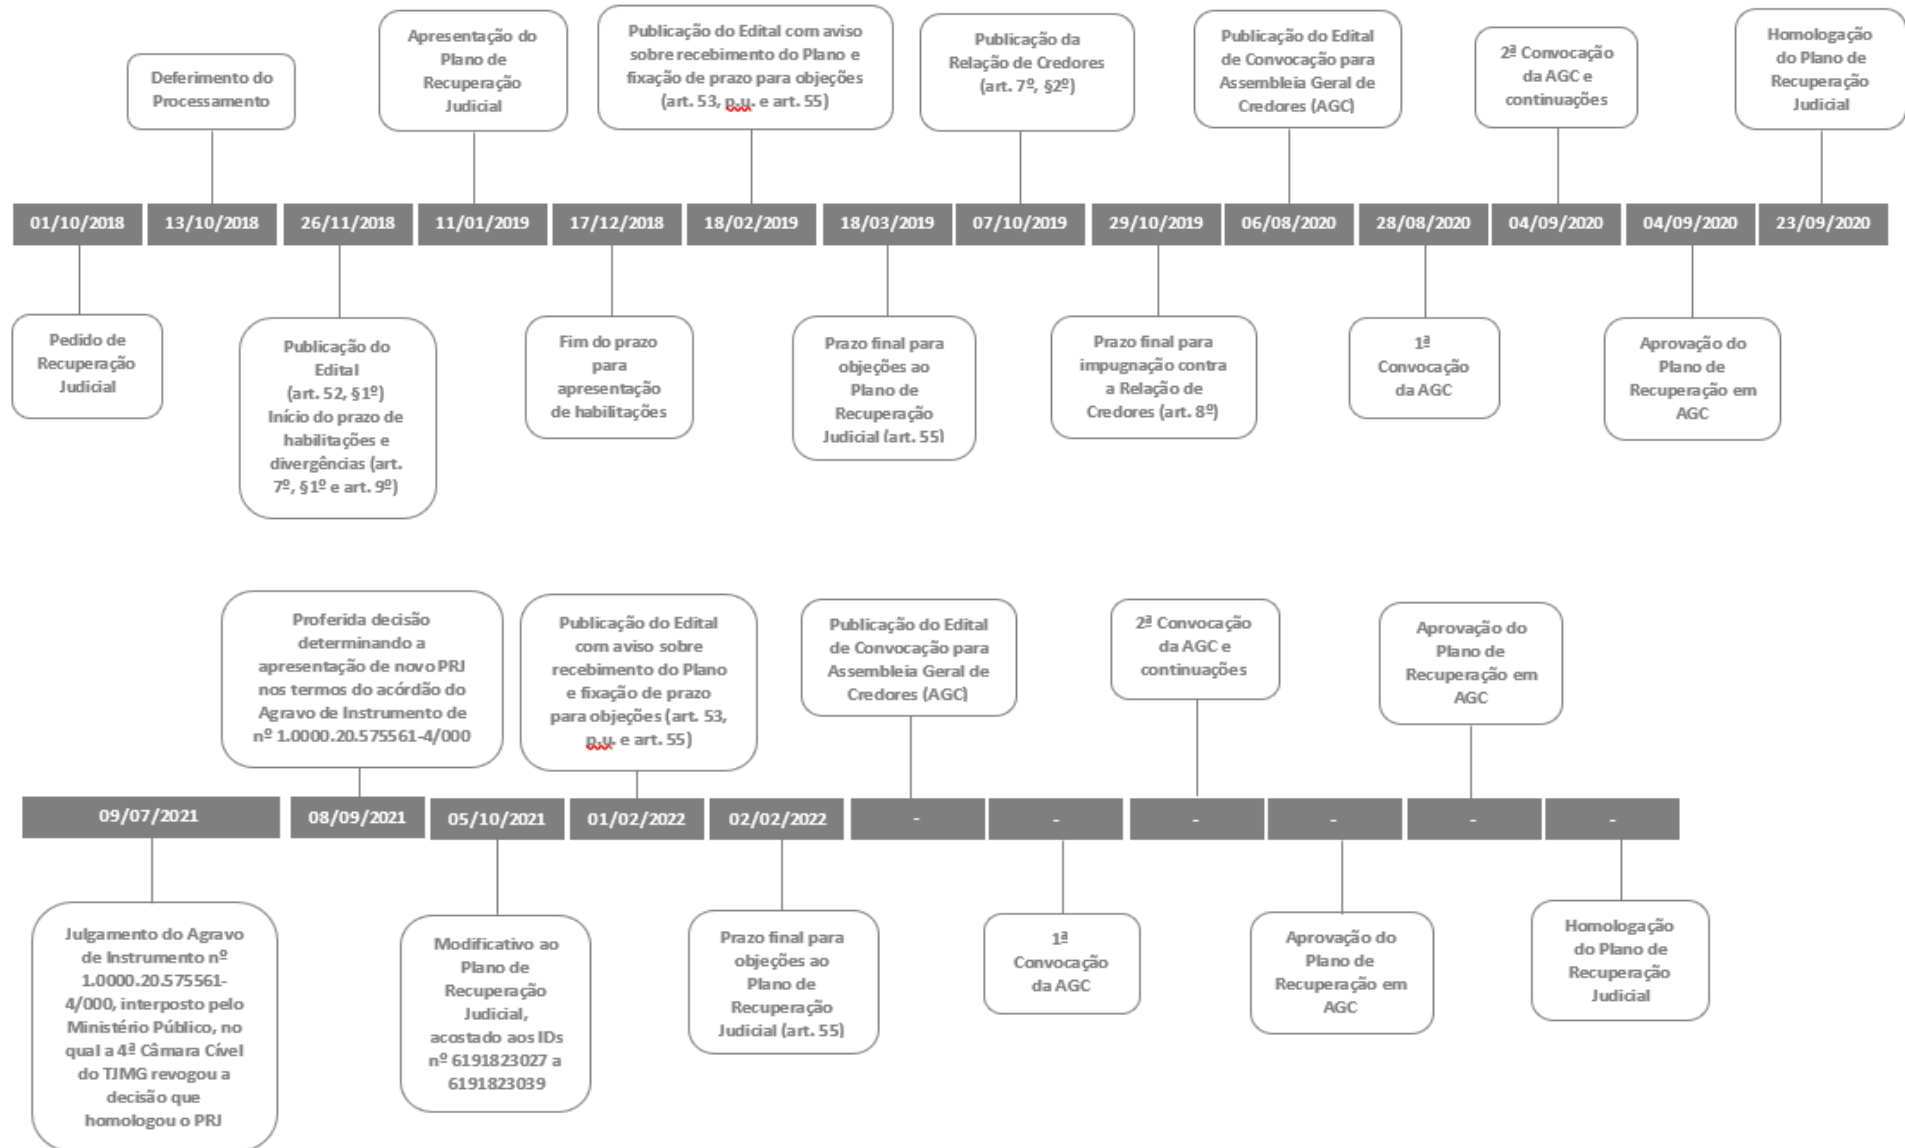 Deferimento do
Processamento
Apresentação do
Plano de
Recuperação
Judicial
Publicação do Edital com aviso
sobre recebimento do Plano e
fixação de prazo para objeções
(art. 53, p.u. e art. 55)
Publicação da
Relação de Credores
(art. 7º, §2º)
Publicação do Edital
de Convocação para
Assembleia Geral de
Credores (AGC)
2ª Convocação
da AGC e
continuações
Homologação
do Plano de
Recuperação
Judicial
01/10/2018
13/10/2018
26/11/2018
11/01/2019
17/12/2018
18/02/2019
18/03/2019
07/10/2019
29/10/2019
06/08/2020
28/08/2020
04/09/2020
04/09/2020
23/09/2020
Pedido de
Recuperação
Judicial
Publicação do
Edital
(art. 52, §1º)
Início do prazo de
habilitações e
divergências (art.
7º, §1º e art. 9º)
Fim do prazo
para
apresentação
de habilitações
Prazo final para
objeções ao
Plano de
Recuperação
Judicial (art. 55)
Prazo final para
impugnação contra
a Relação de
Credores (art. 8º)
1ª
Convocação
da AGC
Aprovação do
Plano de
Recuperação em
AGC
Proferida decisão
determinando a
apresentação de novo PRJ
nos termos do acórdão do
Agravo de Instrumento de
nº 1.0000.20.575561-4/000
Publicação do Edital
com aviso sobre
recebimento do Plano
e fixação de prazo
para objeções (art. 53,
p.u. e art. 55)
Publicação do Edital
de Convocação para
Assembleia Geral de
Credores (AGC)
2ª Convocação
da AGC e
continuações
Aprovação do
Plano de
Recuperação em
AGC
09/07/2021
08/09/2021
05/10/2021
01/02/2022
02/02/2022
-
-
-
-
-
-
Julgamento do Agravo
de Instrumento nº
1.0000.20.575561-
4/000, interposto pelo
Ministério Público, no
qual a 4ª Câmara Cível
do TJMG revogou a
decisão que
homologou o PRJ
Modificativo ao
Plano de
Recuperação
Judicial,
acostado aos IDs
nº 6191823027 a
6191823039
Prazo final para
objeções ao
Plano de
Recuperação
Judicial (art. 55)
1ª
Convocação
da AGC
Aprovação do
Plano de
Recuperação em
AGC
Homologação
do Plano de
Recuperação
Judicial